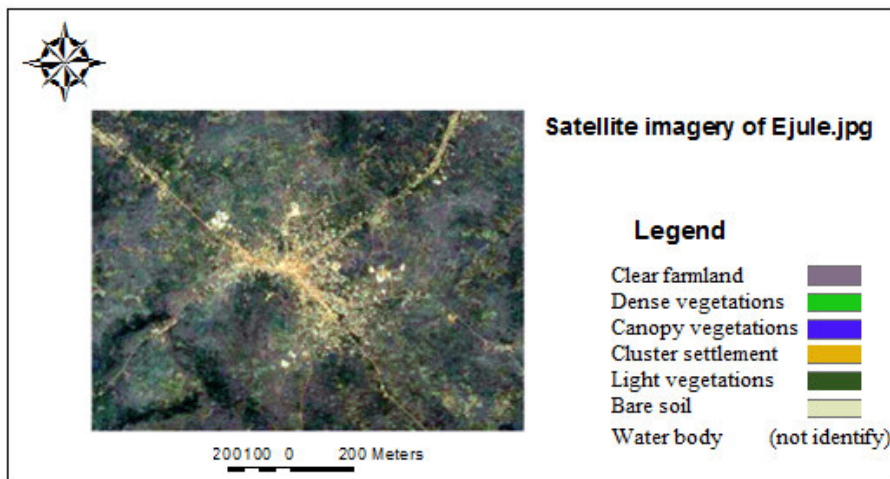 Satellite imagery of Ejule.jpg
Legend
Clear farmland
Dense vegetations
Canopy vegetations
Cluster settlement
Light vegetations
Bare soil
Water body (not identify)
200100 0 200 Meters